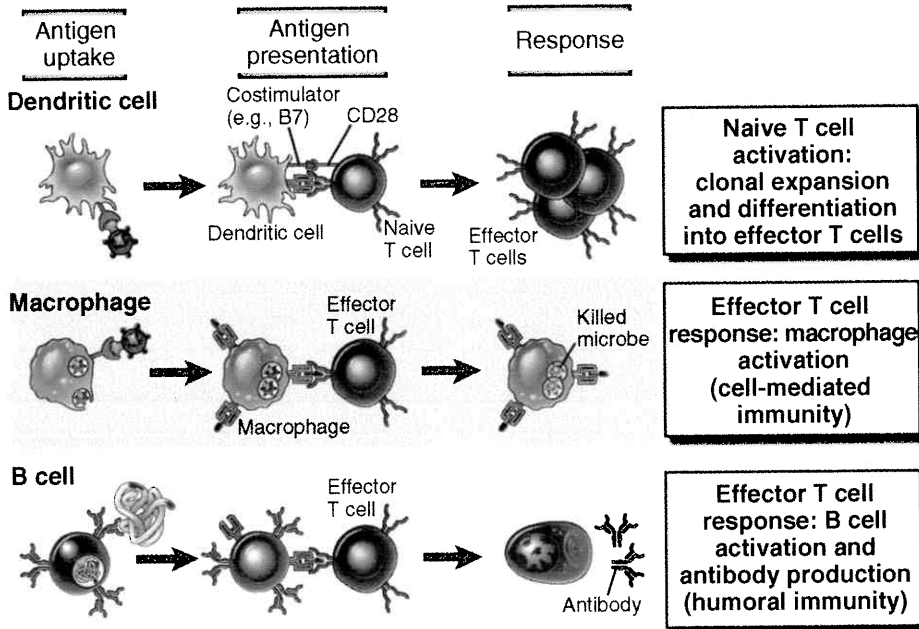 Antigen
uptake
Antigen
presentation
Response
Dendritic cell
Costimulator
(e.g., B7)
CD28
Dendritic cell
Naive
T cell
Effector
T cells
Naive T cell
activation:
clonal expansion
and differentiation
into effector T cells
Macrophage
Effector
T cell
Macrophage
Killed
microbe
Effector T cell
response: macrophage
activation
(cell-mediated
immunity)
B cell
Effector
T cell
Antibody
Effector T cell
response: B cell
activation and
antibody production
(humoral immunity)